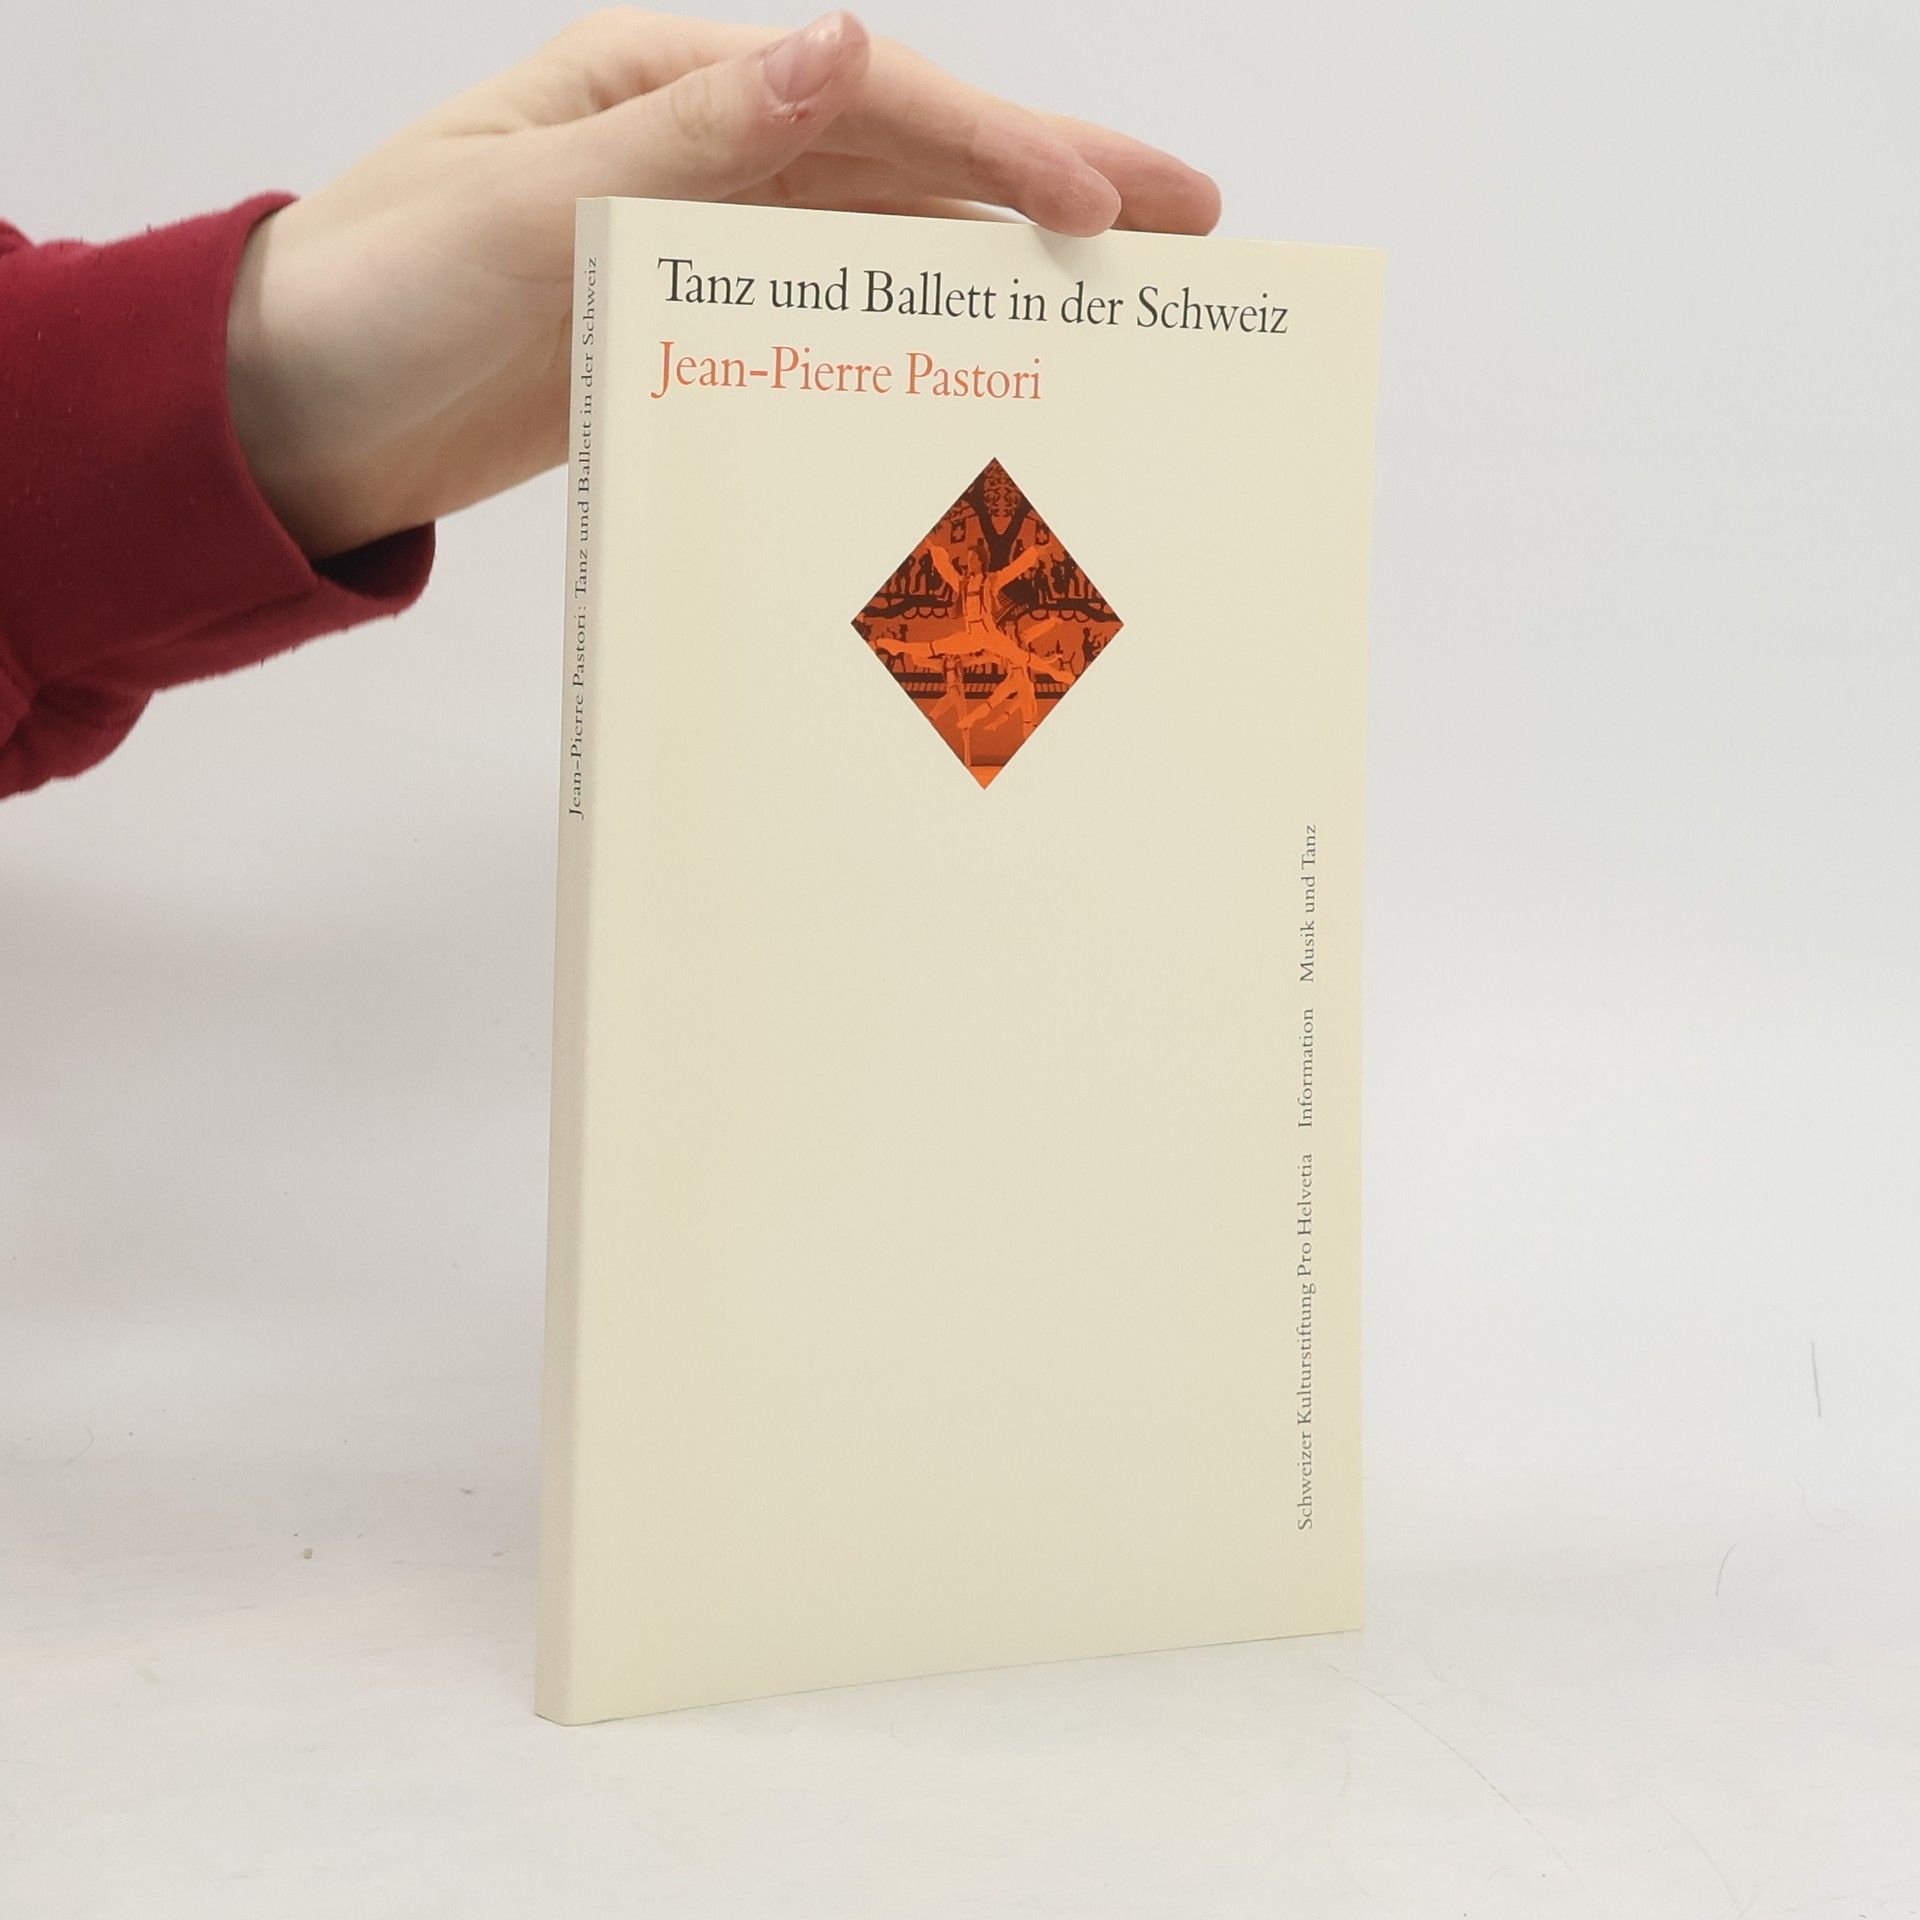 Tanz und Ballett in der Schweiz
Jean-Pierre Pastori
Jean-Pierre Pastori: Tanz und Ballett in der Schweiz
Schweizer Kulturstiftung Pro Helvetia Information Musik und Tanz